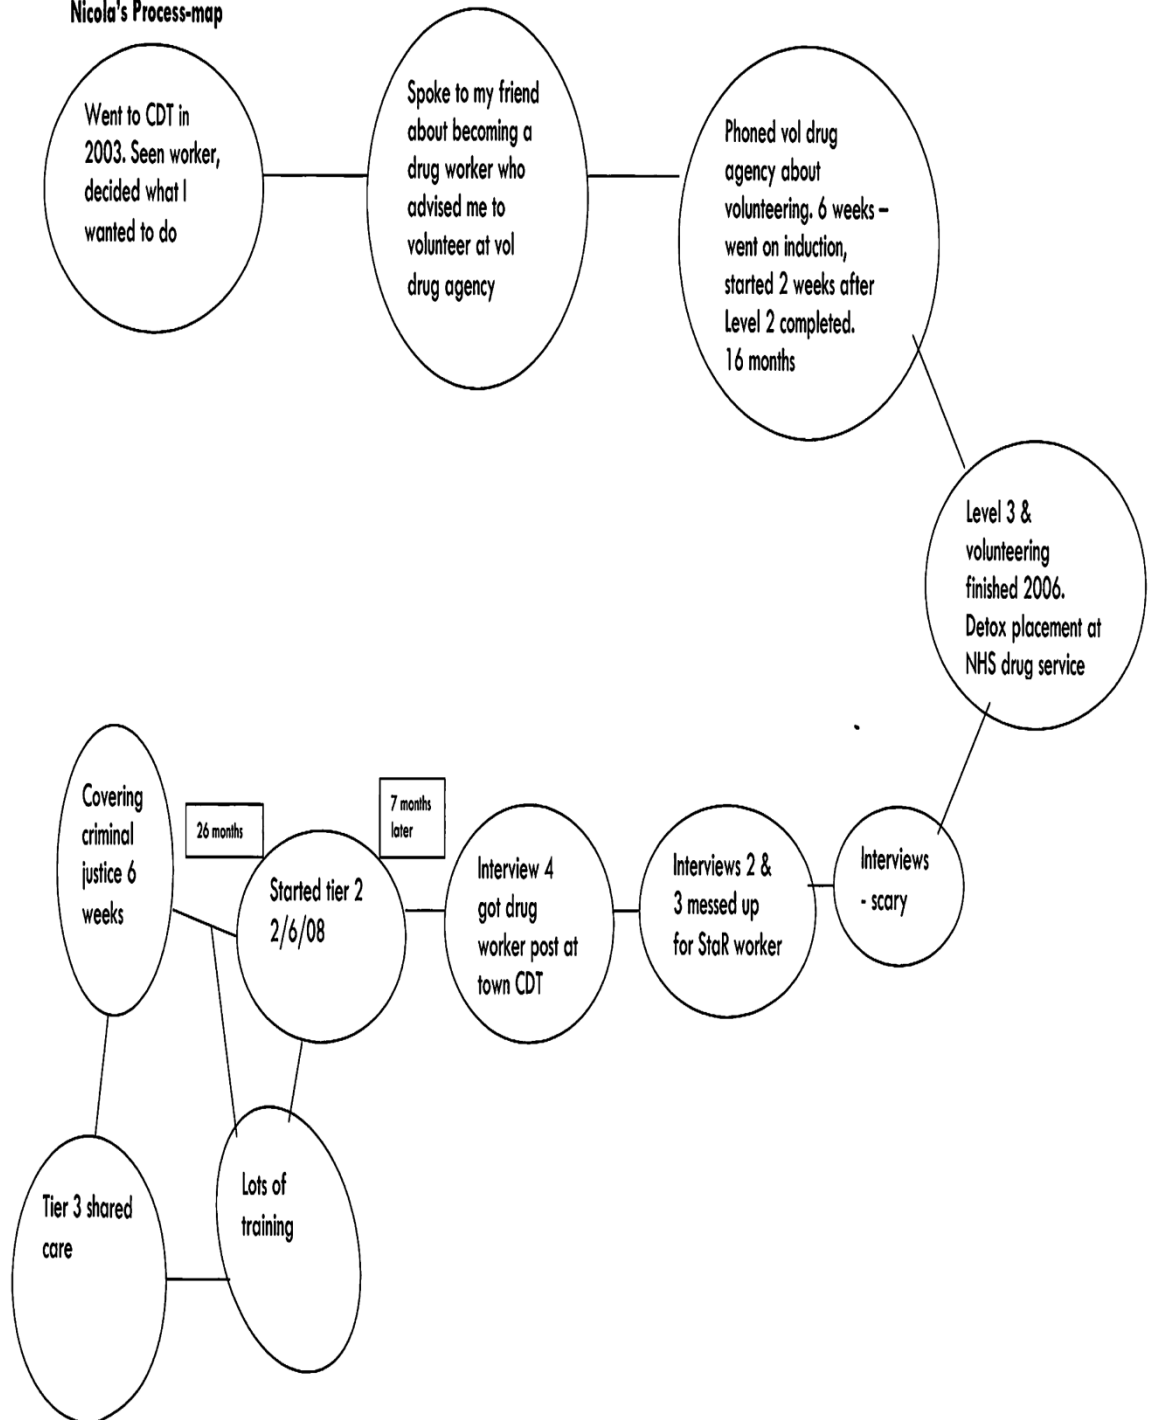 Nicola's Process-map
Went to CDT in
2003. Seen worker,
decided what I
wanted to do
Spoke to my friend
about becoming a
drug worker who
advised me to
volunteer at vol
drug agency
Phoned vol drug
agency about
volunteering. 6 weeks –
went on induction,
started 2 weeks after
Level 2 completed.
16 months
Level 3 &
volunteering
finished 2006.
Detox placement at
NHS drug service
Interviews
- scary
Interviews 2 &
3 messed up
for StaR worker
Interview 4
got drug
worker post at
town CDT
7 months
later
Started tier 2
2/6/08
26 months
Covering
criminal
justice 6
weeks
Tier 3 shared
care
Lots of
training